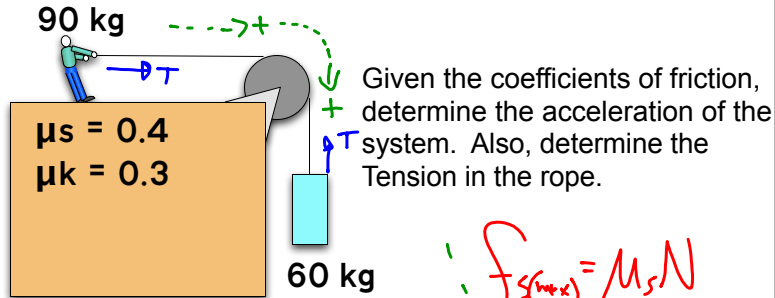 90 kg
+
T
Given the coefficients of friction,
+ determine the acceleration of the
T system. Also, determine the
Tension in the rope.
μs = 0.4
μk = 0.3
60 kg
fs(max) = μsN